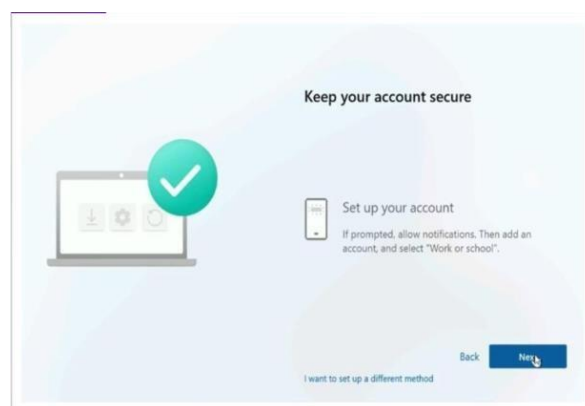 Keep your account secure
Set up your account
If prompted, allow notifications. Then add an
account, and select "Work or school".
Back
Next
I want to set up a different method